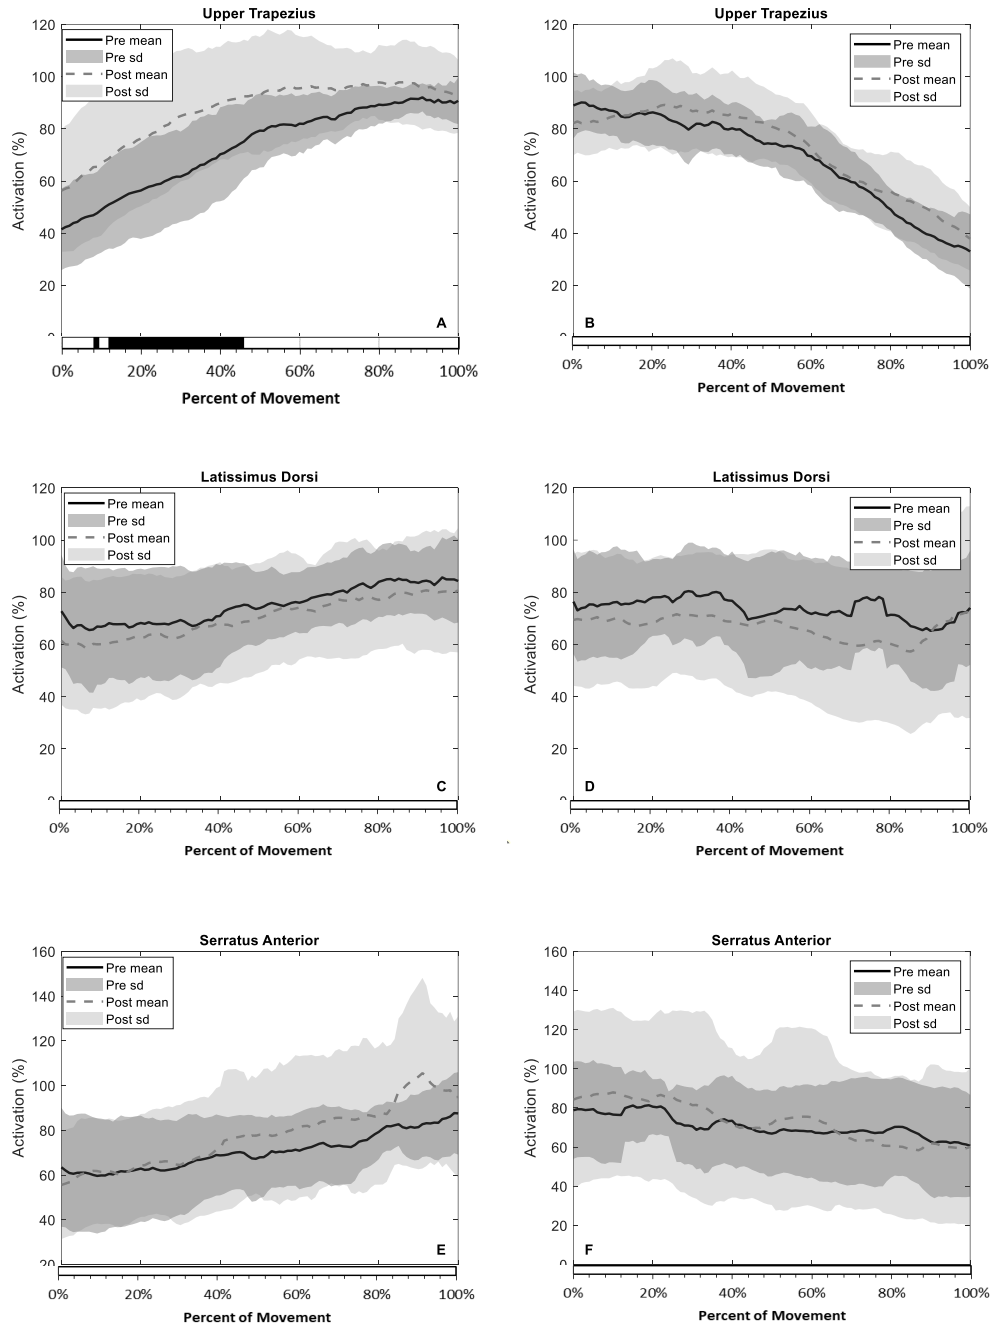 Upper Trapezius
120
100
80
60
40
20
0
Activation (%)
Pre mean
Pre sd
Post mean
Post sd
A
0% 20% 40% 60% 80% 100%
Percent of Movement
Upper Trapezius
120
100
80
60
40
20
0
Activation (%)
Pre mean
Pre sd
Post mean
Post sd
B
0% 20% 40% 60% 80% 100%
Percent of Movement
Latissimus Dorsi
120
100
80
60
40
20
0
Activation (%)
Pre mean
Pre sd
Post mean
Post sd
C
0% 20% 40% 60% 80% 100%
Percent of Movement
Latissimus Dorsi
120
100
80
60
40
20
0
Activation (%)
Pre mean
Pre sd
Post mean
Post sd
D
0% 20% 40% 60% 80% 100%
Percent of Movement
Serratus Anterior
160
140
120
100
80
60
40
20
Activation (%)
Pre mean
Pre sd
Post mean
Post sd
E
0% 20% 40% 60% 80% 100%
Percent of Movement
Serratus Anterior
160
140
120
100
80
60
40
20
0
Activation (%)
Pre mean
Pre sd
Post mean
Post sd
F
0% 20% 40% 60% 80% 100%
Percent of Movement